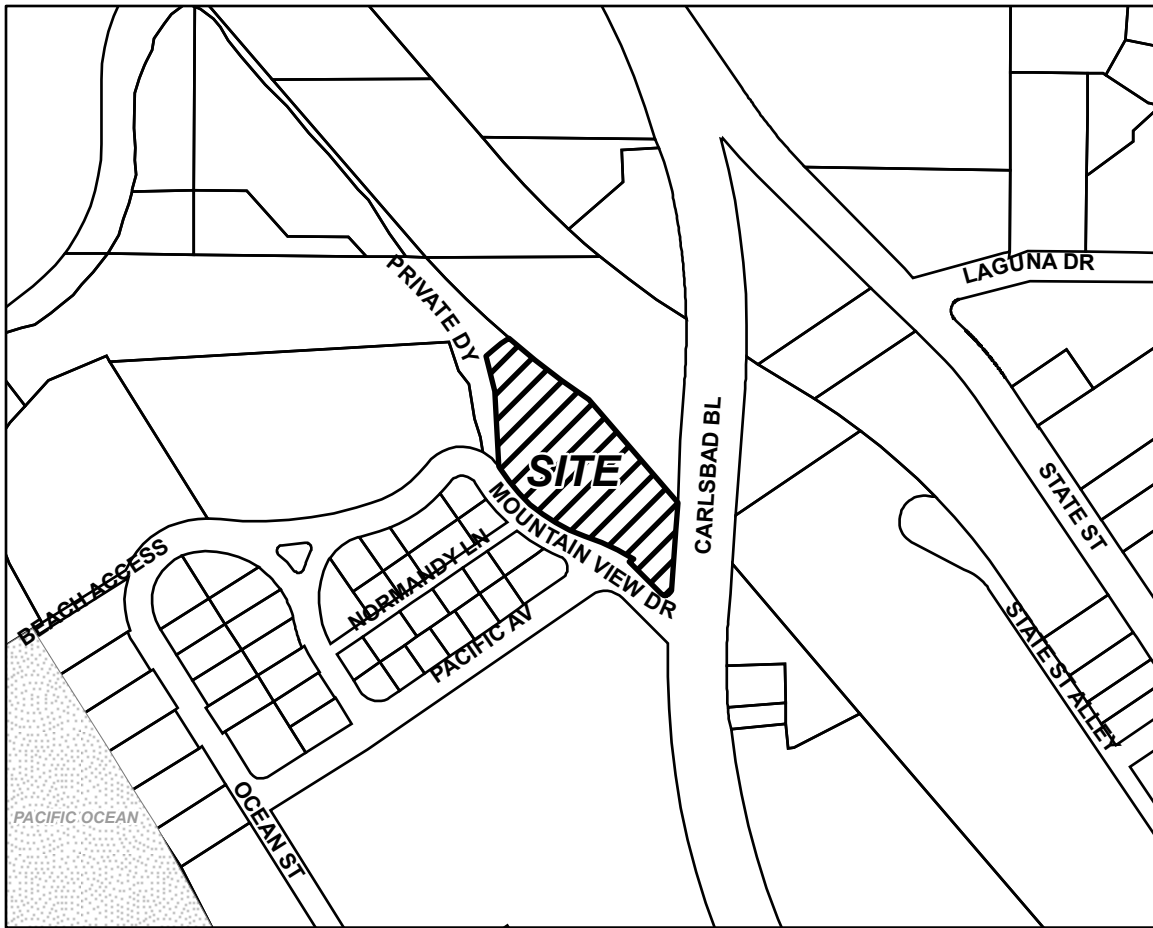 LAGUNA DR
PRIVATE DY
CARLSBAD BL
SITE
STATE ST
MOUNTAIN VIEW DR
NORMANDY LN
BEACH ACCESS
PACIFIC AV
STATE ST ALLEY
OCEAN ST
PACIFIC OCEAN